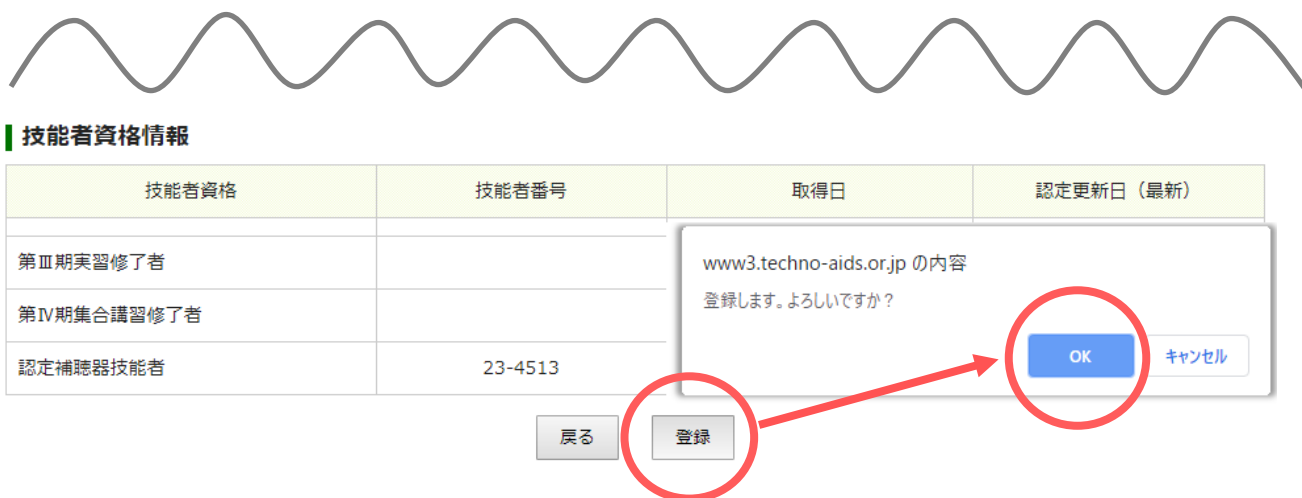 技能者資格情報
技能者資格 技能者番号 取得日 認定更新日（最新）
第Ⅲ期実習修了者
第Ⅳ期集合講習修了者
認定補聴器技能者 23-4513
www3.techno-aids.or.jp の内容
登録します。よろしいですか？
OK キャンセル
戻る 登録